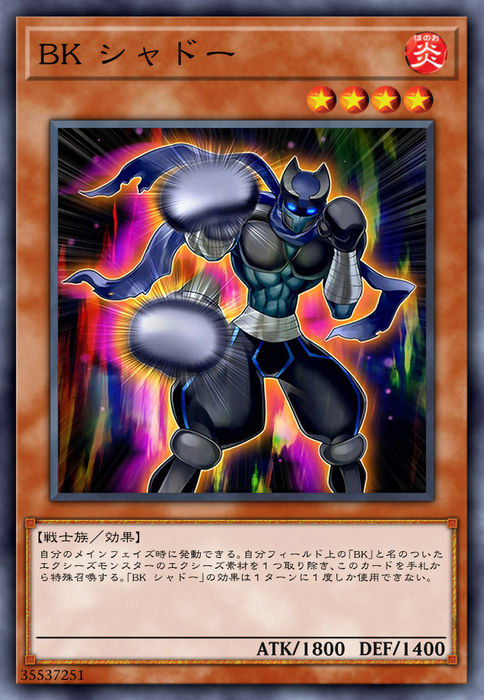 BK シャドー
ほのお
炎
【戦士族／効果】
自分のメインフェイズ時に発動できる。自分フィールド上の「BK」と名のついた
エクシーズモンスターのエクシーズ素材を１つ取り除き、このカードを手札か
ら特殊召喚する。「BK シャドー」の効果は１ターンに１度しか使用できない。
ATK/1800 DEF/1400
35537251